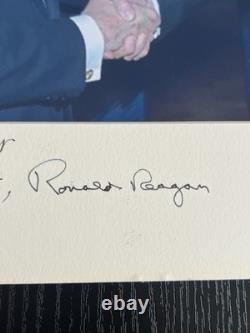 , Ronald Reagan